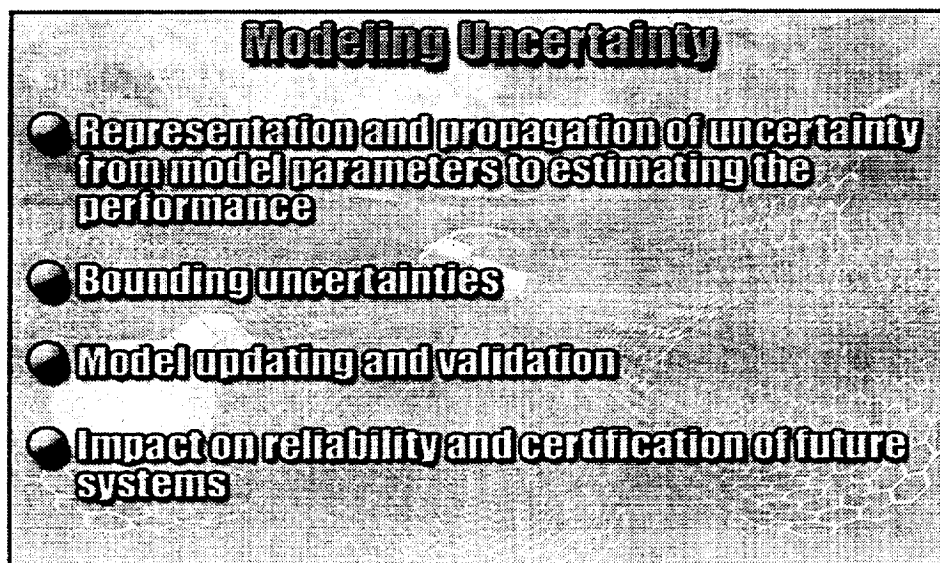 Modeling Uncertainty
Representation and propagation of uncertainty
from model parameters to estimating the
performance
Bounding uncertainties
Model updating and validation
Impact on reliability and certification of future
systems